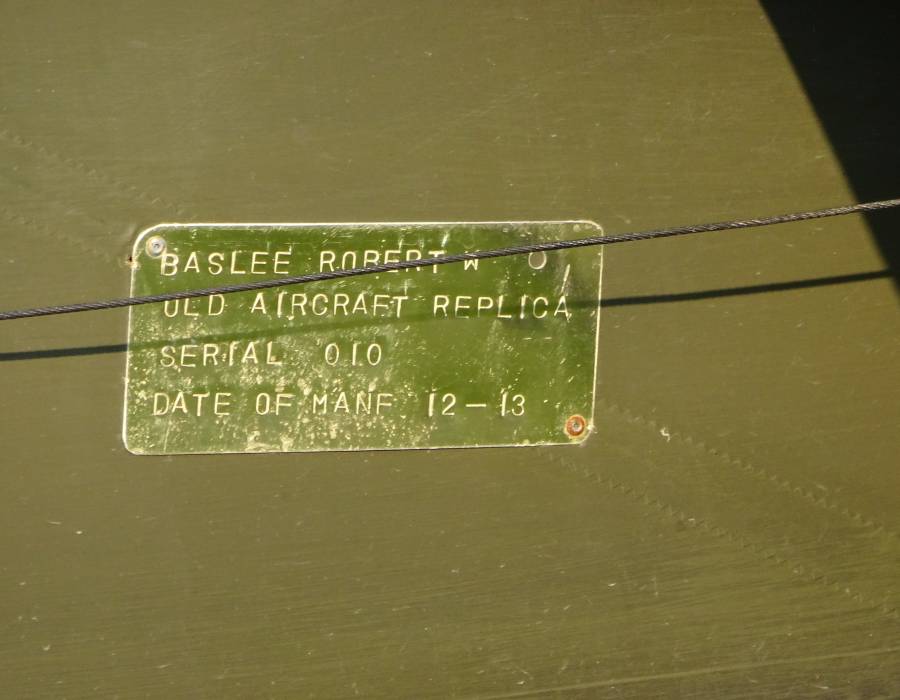 BASLEE ROBERT W
OLD AIRCRAFT REPLICA
SERIAL 010
DATE OF MANF 12-13